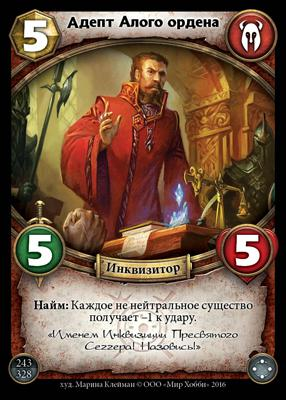 5
Адепт Алого ордена
5
Инквизитор
5
Найм: Каждое не нейтральное существо
получает –1 к удару.
«Именем Инквизиции Пресвятого
Сеггера! Назовись!»
243
328
худ. Марина Клейман © ООО «Мир Хобби» 2016